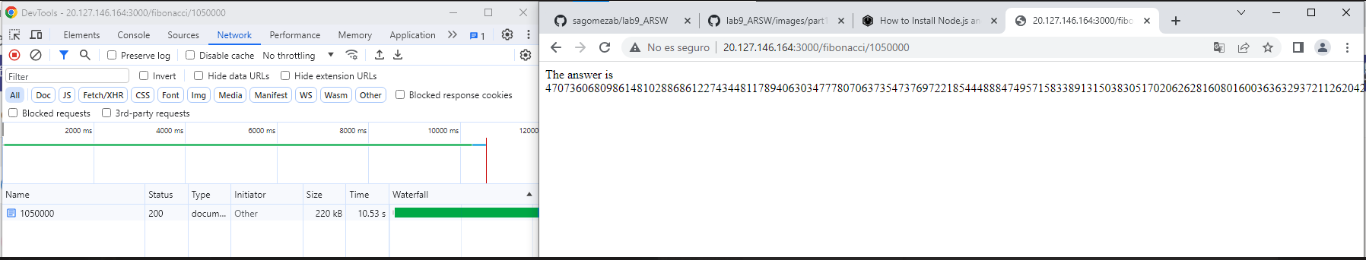 DevTools - 20.127.146.164:3000/fibonacci/1050000
Elements Console Sources Network Performance Memory Application 1
Preserve log Disable cache No throttling
Filter Invert Hide data URLs Hide extension URLs
All Doc JS Fetch/XHR CSS Font Img Media Manifest WS Wasm Other Blocked response cookies
Blocked requests 3rd-party requests
2000 ms 4000 ms 6000 ms 8000 ms 10000 ms 12000
Name Status Type Initiator Size Time Waterfall
1050000 200 docum... Other 220 kB 10.53 s
sagomezab/lab9_ARSW lab9_ARSW/images/part How to Install Node.js an 20.127.146.164:3000/fibo
No es seguro 20.127.146.164:3000/fibonacci/1050000
The answer is